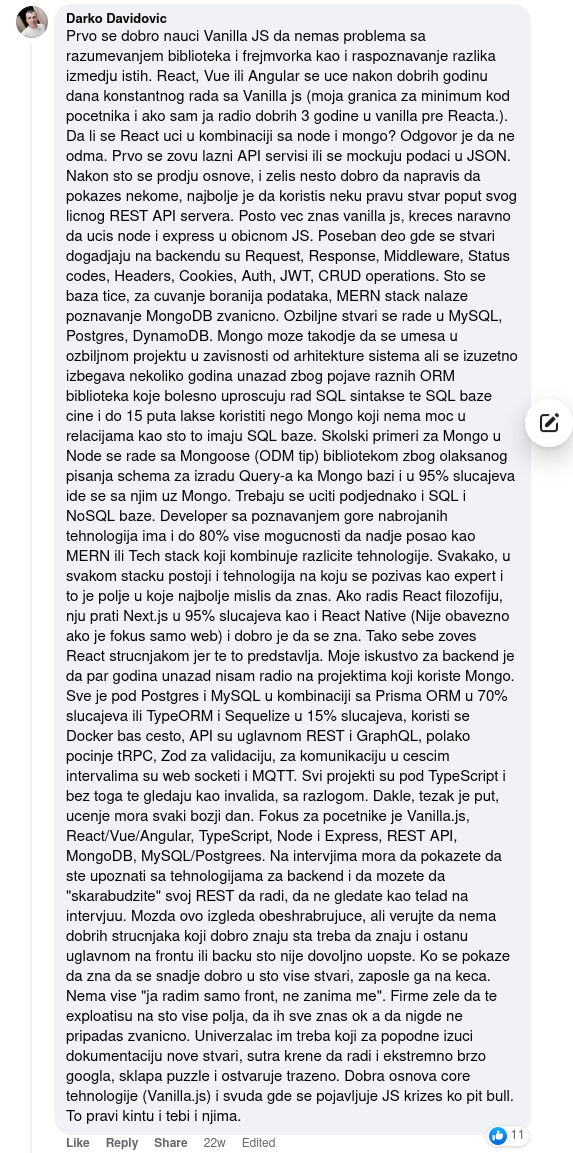 Darko Davidovic
Prvo se dobro nauci Vanilla JS da nemas problema sa
razumevanjem biblioteka i frejmvorka kao i raspoznavanje razlika
izmedju istih. React, Vue ili Angular se uce nakon dobrih godinu
dana konstantnog rada sa Vanilla js (moja granica za minimum kod
pocetnika i ako sam ja radio dobrih 3 godine u vanilla pre Reacta.).
Da li se React uci u kombinaciji sa node i mongo? Odgovor je da ne
odma. Prvo se zovu lazni API servisi ili se mockuju podaci u JSON.
Nakon sto se prodju osnove, i zelis nesto dobro da napravis da
pokazes nekome, najbolje je da koristis neku pravu stvar poput svog
licnog REST API servera. Posto vec znas vanilla js, kreces naravno
da ucis node i express u obicnom JS. Poseban deo gde se stvari
dogadjaju na backendu su Request, Response, Middleware, Status
codes, Headers, Cookies, Auth, JWT, CRUD operations. Sto se
baza tice, za cuvanje boranija podataka, MERN stack nalaze
poznavanje MongoDB zvanicno. Ozbiljne stvari se rade u MySQL,
Postgres, DynamoDB. Mongo moze takodje da se umesa u
ozbiljnom projektu u zavisnosti od arhitekture sistema ali se izuzetno
izbegava nekoliko godina unazad zbog pojave raznih ORM
biblioteka koje bolesno uproscuju rad SQL sintakse te SQL baze
cine i do 15 puta lakse koristiti nego Mongo koji nema moc u
relacijama kao sto to imaju SQL baze. Skolski primeri za Mongo u
Node se rade sa Mongoose (ODM tip) bibliotekom zbog olaksanog
pisanja schema za izradu Query-a ka Mongo bazi i u 95% slucajeva
ide se sa njim uz Mongo. Trebaju se uciti podjednako i SQL i
NoSQL baze. Developer sa poznavanjem gore nabrojanih
tehnologija ima i do 80% vise mogucnosti da nadje posao kao
MERN ili Tech stack koji kombinuje razlicite tehnologije. Svakako, u
svakom stacku postoji i tehnologija na koju se pozivas kao expert i
to je polje u koje najbolje mislis da znas. Ako radis React filozofiju,
nju prati Next.js u 95% slucajeva kao i React Native (Nije obavezno
ako je fokus samo web) i dobro je da se zna. Tako sebe zoves
React strucnjakom jer te to predstavlja. Moje iskustvo za backend je
da par godina unazad nisam radio na projektima koji koriste Mongo.
Sve je pod Postgres i MySQL u kombinaciji sa Prisma ORM u 70%
slucajeva ili TypeORM i Sequelize u 15% slucajeva, koristi se
Docker bas cesto, API su uglavnom REST i GraphQL, polako
pocinje tRPC, Zod za validaciju, za komunikaciju u cescim
intervalima su web socketi i MQTT. Svi projekti su pod TypeScript i
bez toga te gledaju kao invalida, sa razlogom. Dakle, tezak je put,
ucenje mora svaki bozji dan. Fokus za pocetnike je Vanilla.js,
React/Vue/Angular, TypeScript, Node i Express, REST API,
MongoDB, MySQL/Postgrees. Na intervjima mora da pokazete da
ste upoznati sa tehnologijama za backend i da mozete da
"skarabudzite" svoj REST da radi, da ne gledate kao telad na
intervjuu. Mozda ovo izgleda obeshrabrujuce, ali verujte da nema
dobrih strucnjaka koji dobro znaju sta treba da znaju i ostanu
uglavnom na frontu ili backu sto nije dovoljno uopste. Ko se pokaze
da zna da se snadje dobro u sto vise stvari, zaposle ga na keca.
Nema vise "ja radim samo front, ne zanima me". Firme zele da te
exploatisu na sto vise polja, da ih sve znas ok a da nigde ne
pripadas zvanicno. Univerzalac im treba koji za popodne izuci
dokumentaciju nove stvari, sutra krene da radi i ekstremno brzo
googla, sklapa puzzle i ostvaruje trazeno. Dobra osnova core
tehnologije (Vanilla.js) i svuda gde se pojavljuje JS krizes ko pit bull.
To pravi kintu i tebi i njima.
Like Reply Share 22w Edited 11